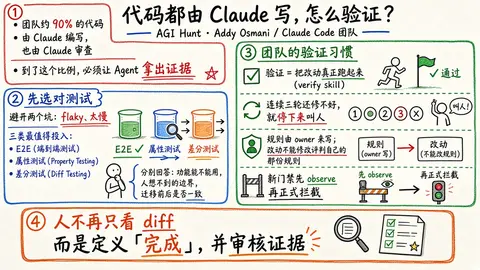 代码都由 Claude 写，怎么验证？
AGI Hunt · Addy Osmani / Claude Code 团队
①
• 团队约 90% 的代码
• 由 Claude 编写，
也由 Claude 审查
• 到了这个比例，必须让 Agent 拿出证据
② 先选对测试
避开两个坑：flaky、太慢
三类最值得投入：
• E2E（端到端测试）
• 属性测试（Property Testing）
• 差分测试（Diff Testing）
E2E✓
属性测试
差分测试
分别回答：功能能不能用，
人想不到的边界，
迁移前后是否一致
③ 团队的验证习惯
验证 = 把改动真正跑起来
(verify skill)
✓通过
连续三轮还修不好，
就停下来叫人
① ② ③ X
叫人！
规则由 owner 来写；
改动不能修改评判自己的
那份规则
规则
(owner 写)
改动
(不能改规则)
新门禁先 observe
再正式拦截
先 observe
再正式拦截
④ 人不再只看 diff
而是定义「完成」，并审核证据